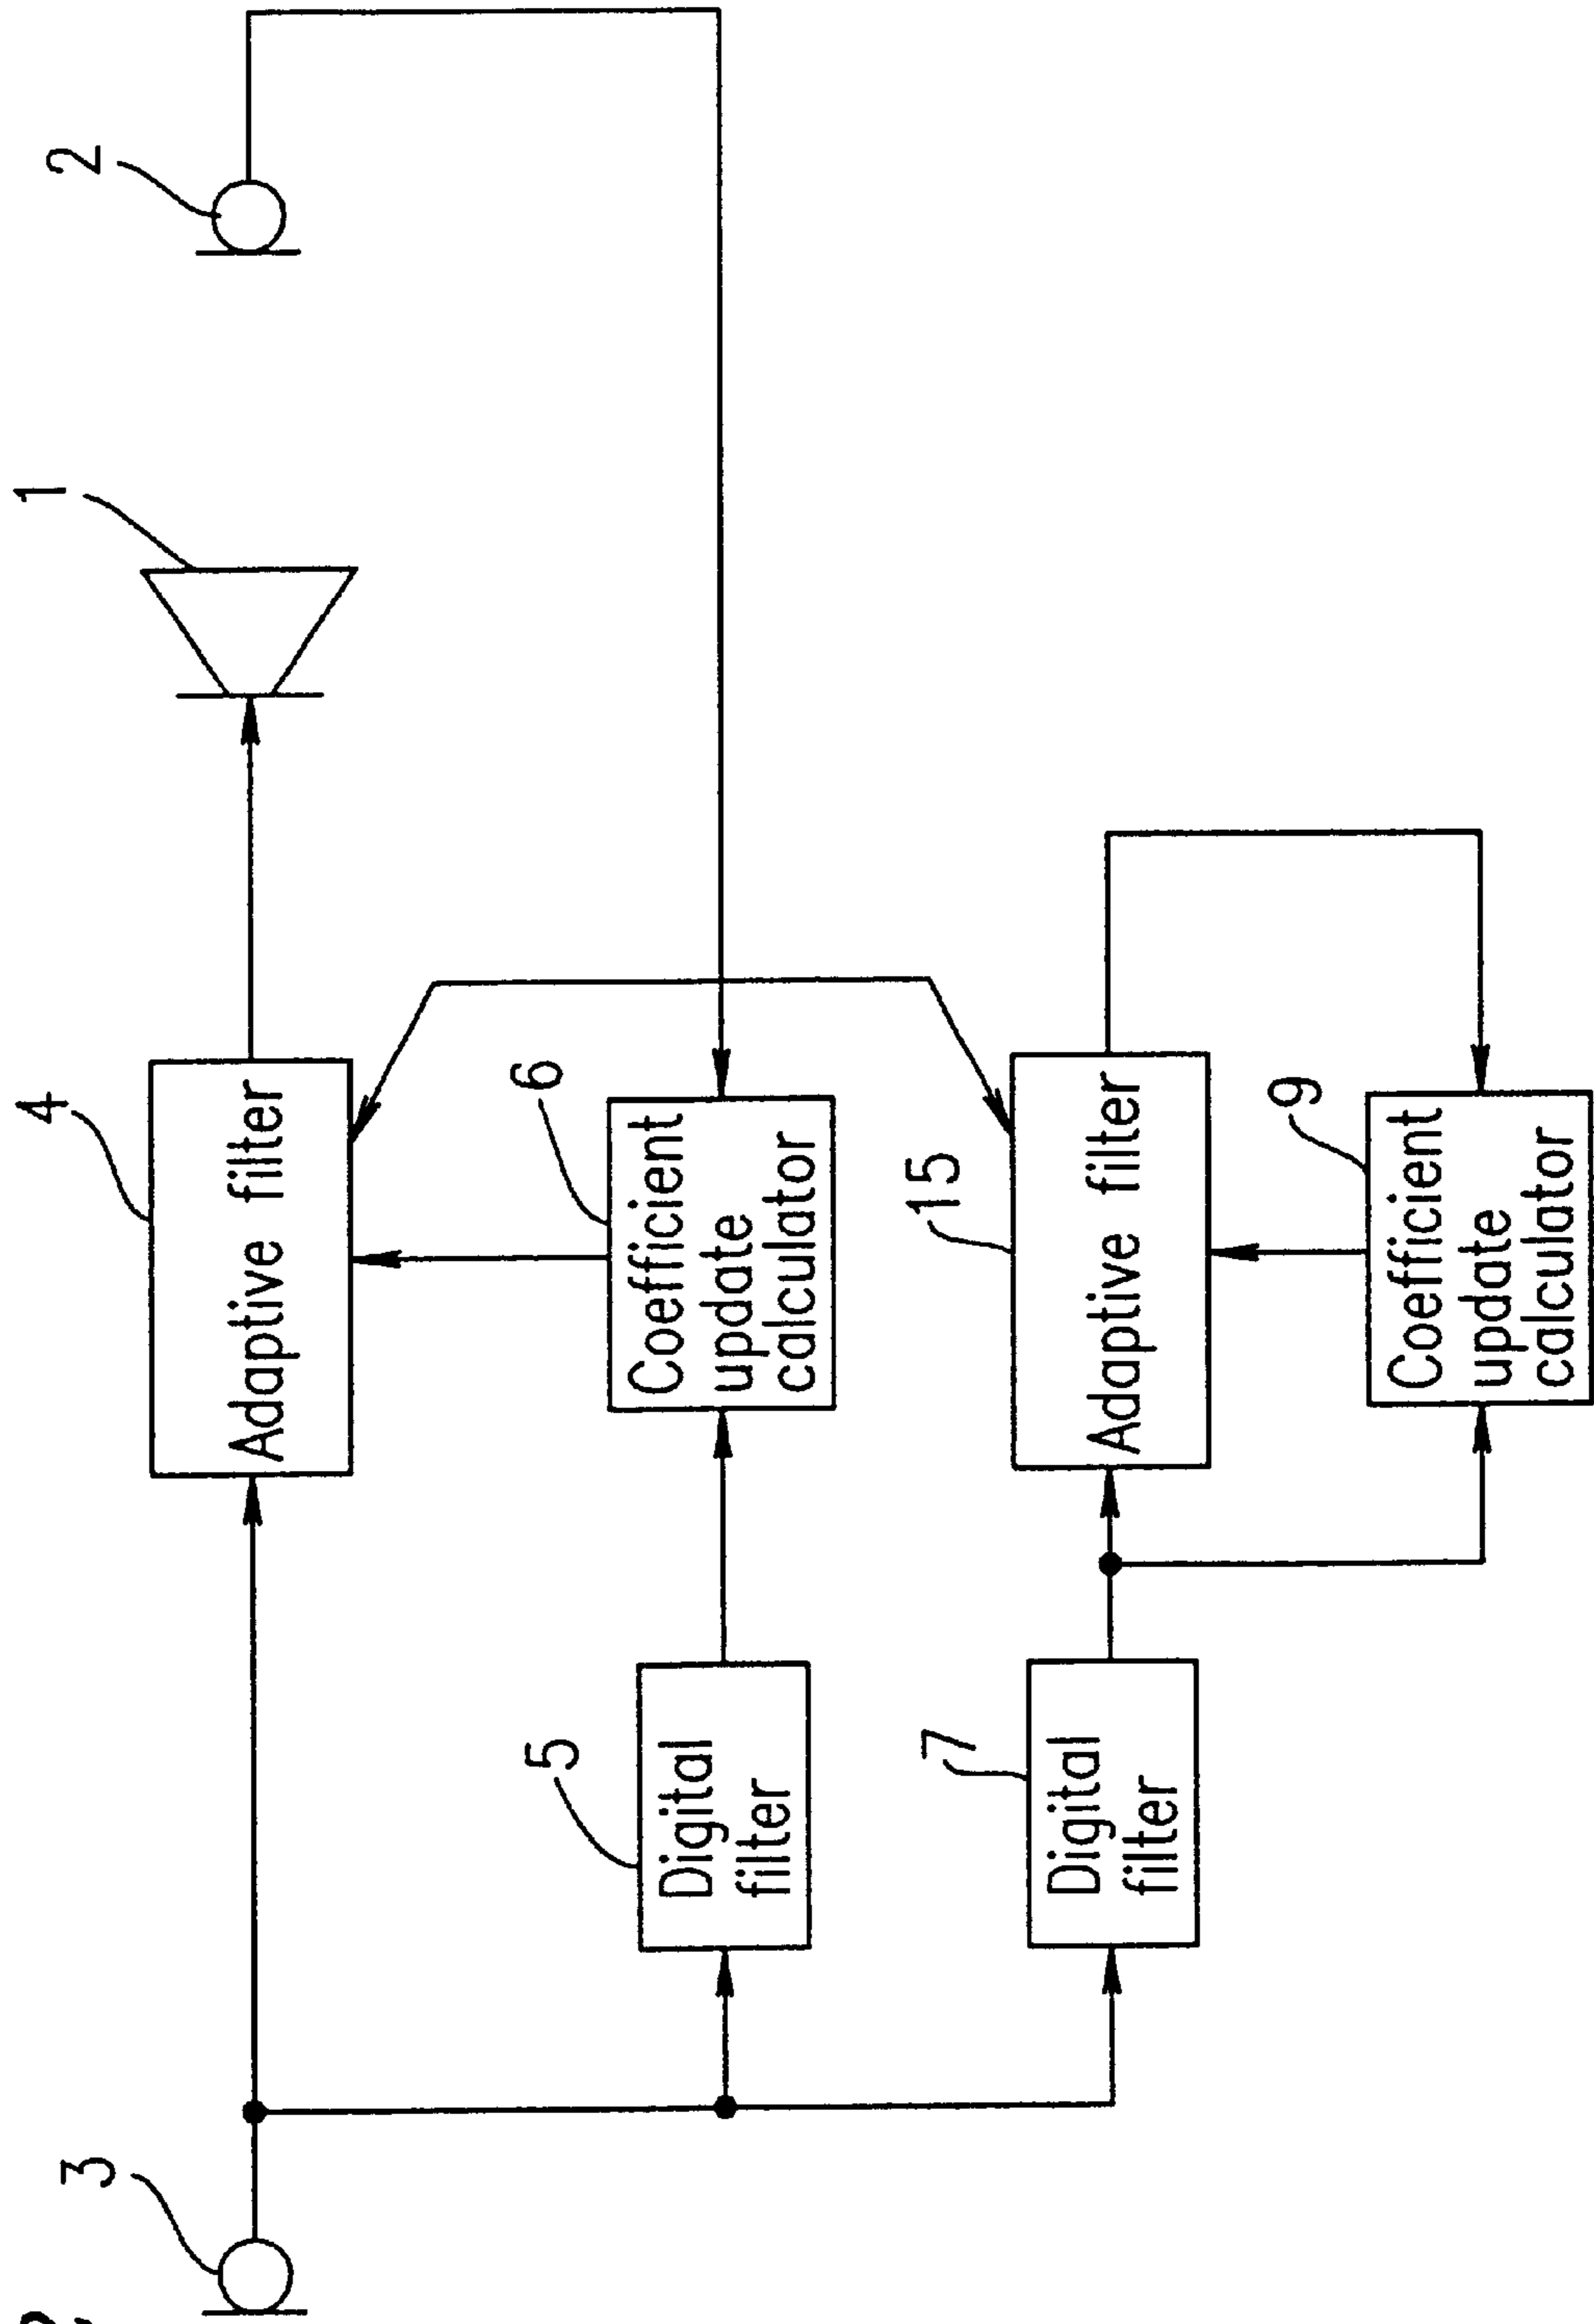 3
4
1
2
Adaptive filter
5
6
Digital
filter
Coefficient
update
calculator
7
15
Digital
filter
Adaptive filter
9
Coefficient
update
calculator